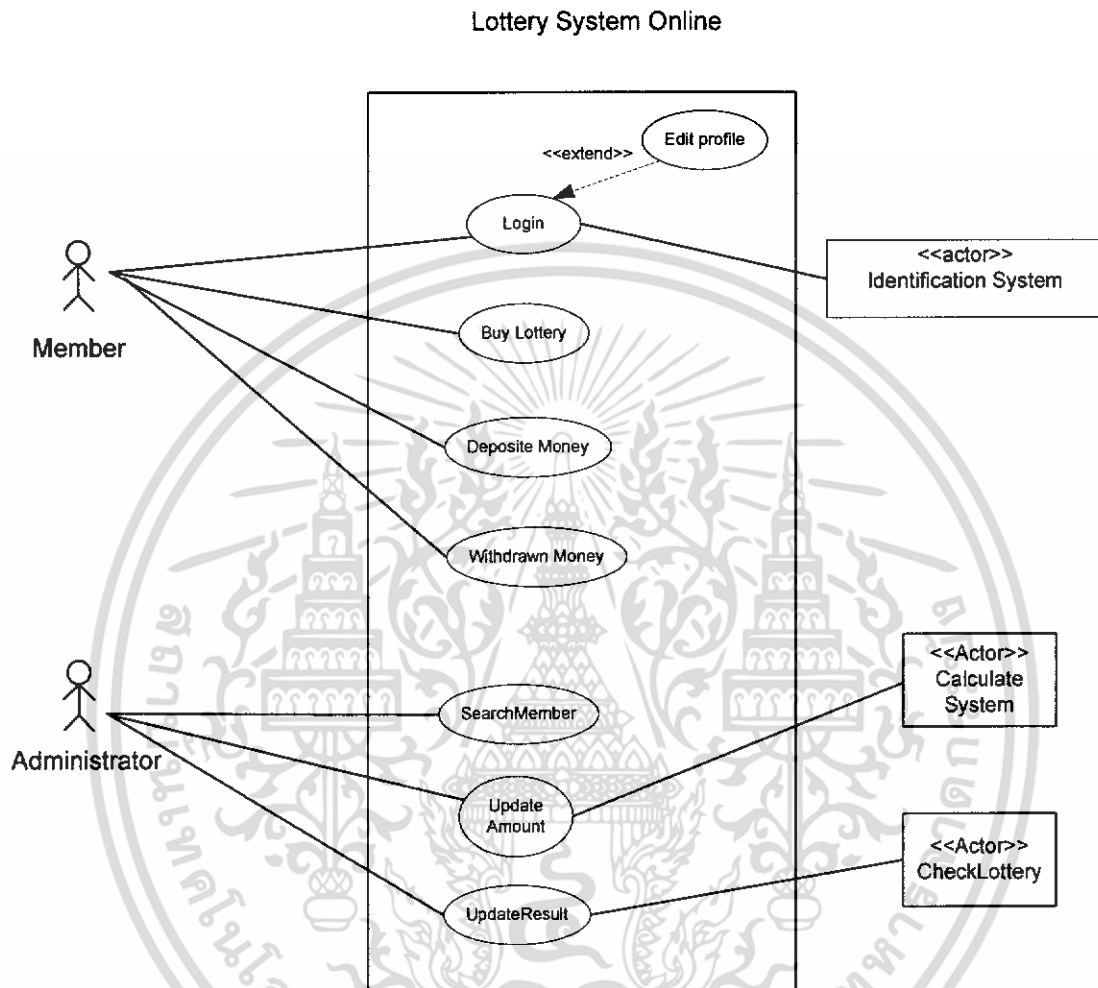 Lottery System Online
Edit profile
<<extend>>
Login
<<actor>>
Identification System
Member
Buy Lottery
Deposite Money
Withdrawn Money
<<Actor>>
Calculate
System
SearchMember
Administrator
Update
Amount
<<Actor>>
CheckLottery
UpdateResult